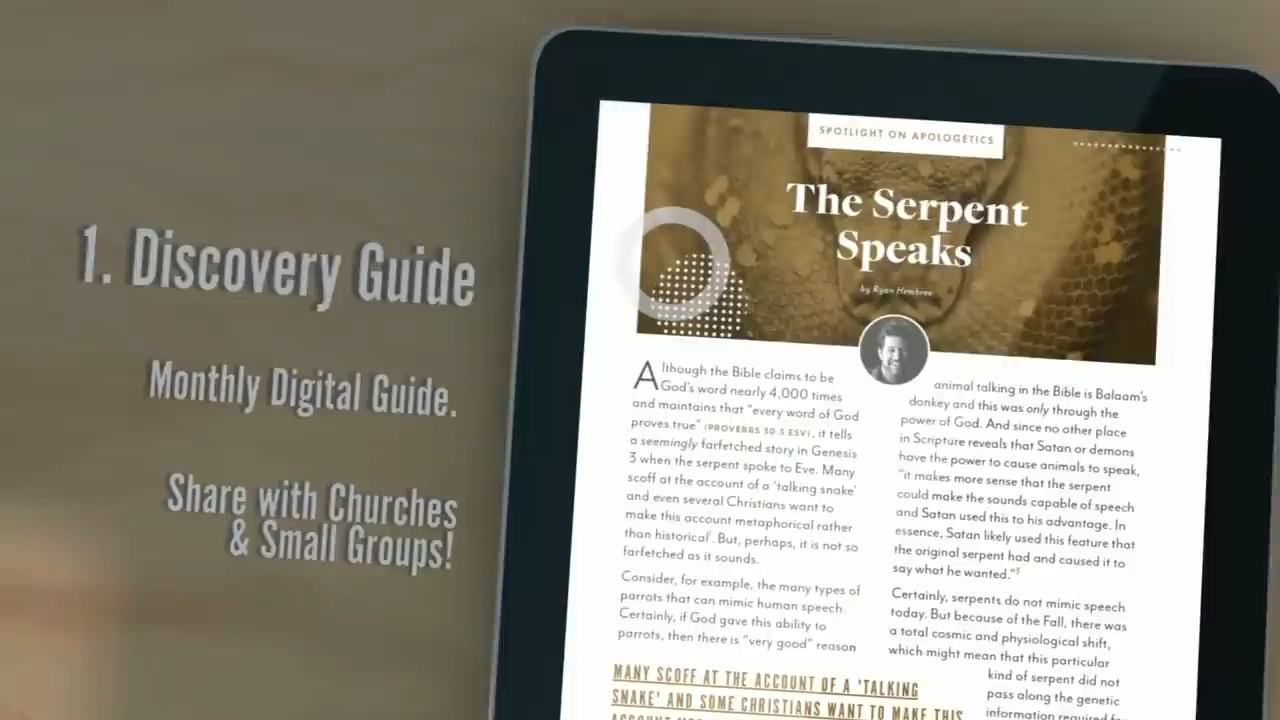 1. Discovery Guide
Monthly Digital Guide.
Share with Churches
& Small Groups!
SPOTLIGHT ON APOLOGETICS
The Serpent
Speaks
by Ryan Hembree
Although the Bible claims to be
God's word nearly 4,000 times
and maintains that "every word of God
proves true" (PROVERBS 30:5 ESV), it tells
a seemingly farfetched story in Genesis
3 when the serpent spoke to Eve. Many
scoff at the account of a 'talking snake'
and even several Christians want to
make this account metaphorical rather
than historical¹. But, perhaps, it is not so
farfetched as it sounds.
Consider, for example, the many types of
parrots that can mimic human speech.
Certainly, if God gave this ability to
parrots, then there is "very good" reason
MANY SCOFF AT THE ACCOUNT OF A 'TALKING
SNAKE' AND SOME CHRISTIANS WANT TO MAKE THIS
animal talking in the Bible is Balaam's
donkey and this was only through the
power of God. And since no other place
in Scripture reveals that Satan or demons
have the power to cause animals to speak,
"it makes more sense that the serpent
could make the sounds capable of speech
and Satan used this to his advantage. In
essence, Satan likely used this feature that
the original serpent had and caused it to
say what he wanted."³
Certainly, serpents do not mimic speech
today. But because of the Fall, there was
a total cosmic and physiological shift,
which might mean that this particular
kind of serpent did not
pass along the genetic
information required